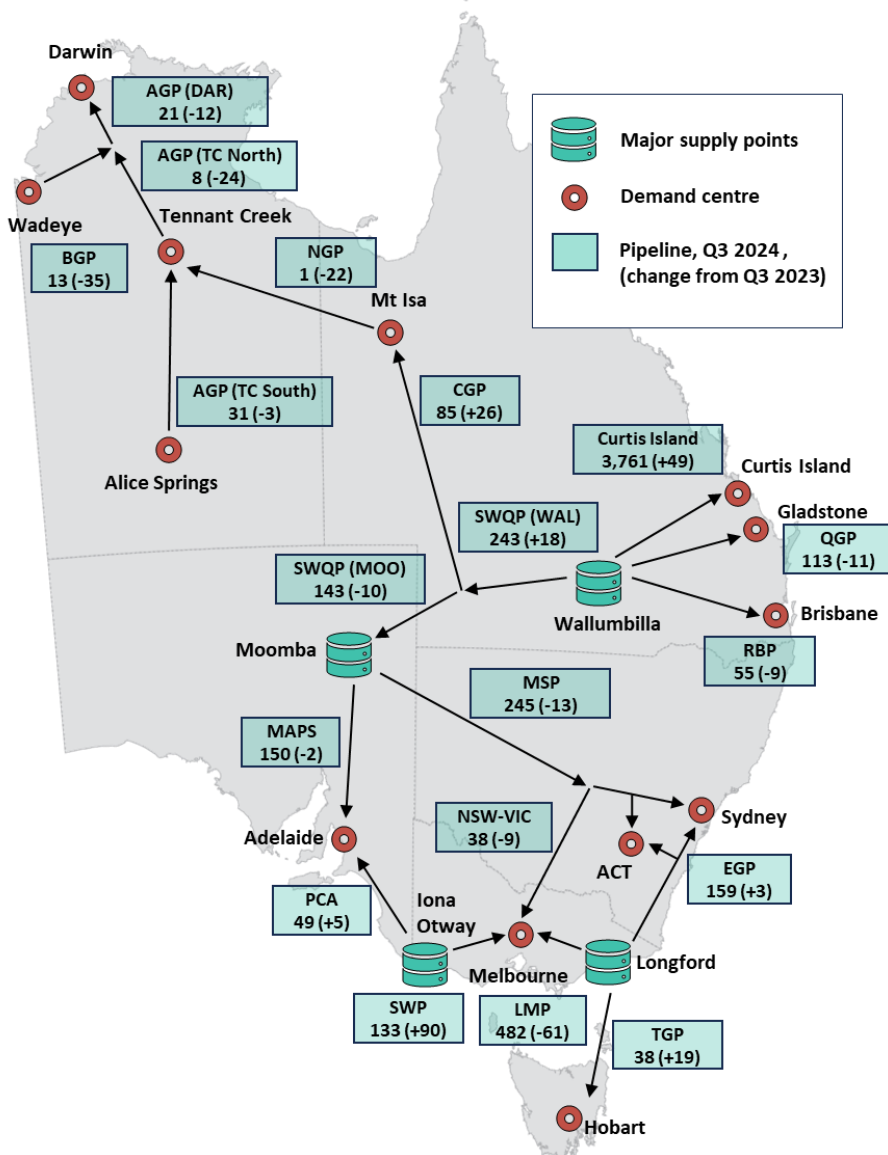 Darwin
AGP (DAR)
21 (-12)
AGP (TC North)
8 (-24)
Wadeye
Tennant Creek
BGP
13 (-35)
NGP
1 (-22)
Mt Isa
AGP (TC South)
31 (-3)
Alice Springs
CGP
85 (+26)
Major supply points
Demand centre
Pipeline, Q3 2024 ,
(change from Q3 2023)
Curtis Island
3,761 (+49)
Curtis Island
Gladstone
QGP
113 (-11)
SWQP (WAL)
243 (+18)
SWQP (MOO)
143 (-10)
Wallumbilla
Brisbane
RBP
55 (-9)
Moomba
MSP
245 (-13)
MAPS
150 (-2)
NSW-VIC
38 (-9)
Sydney
Adelaide
ACT
EGP
159 (+3)
PCA
49 (+5)
Iona
Otway
Melbourne
Longford
SWP
133 (+90)
LMP
482 (-61)
TGP
38 (+19)
Hobart